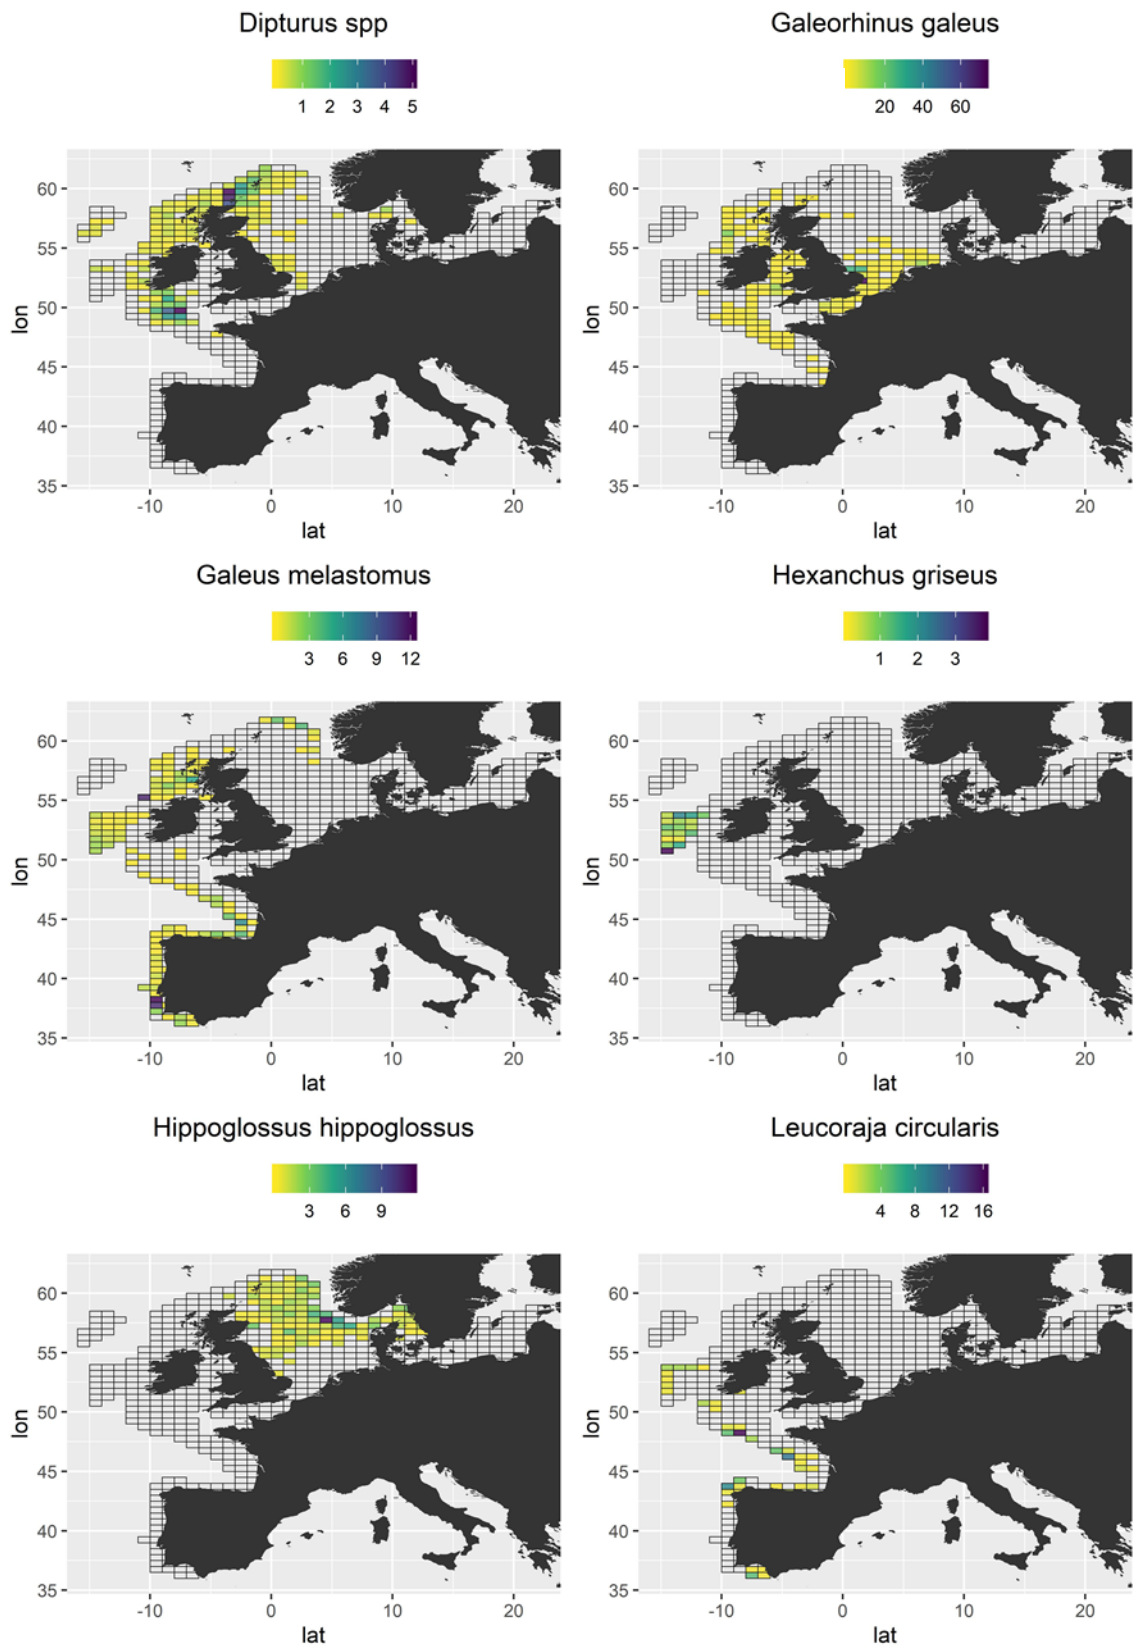 Dipturus spp
1 2 3 4 5
60
55
50
45
40
35
lon
-10 0 10 20
lat
Galeorhinus galeus
20 40 60
60
55
50
45
40
35
lon
-10 0 10 20
lat
Galeus melastomus
3 6 9 12
60
55
50
45
40
35
lon
-10 0 10 20
lat
Hexanchus griseus
1 2 3
60
55
50
45
40
35
lon
-10 0 10 20
lat
Hippoglossus hippoglossus
3 6 9
60
55
50
45
40
35
lon
-10 0 10 20
lat
Leucoraja circularis
4 8 12 16
60
55
50
45
40
35
lon
-10 0 10 20
lat